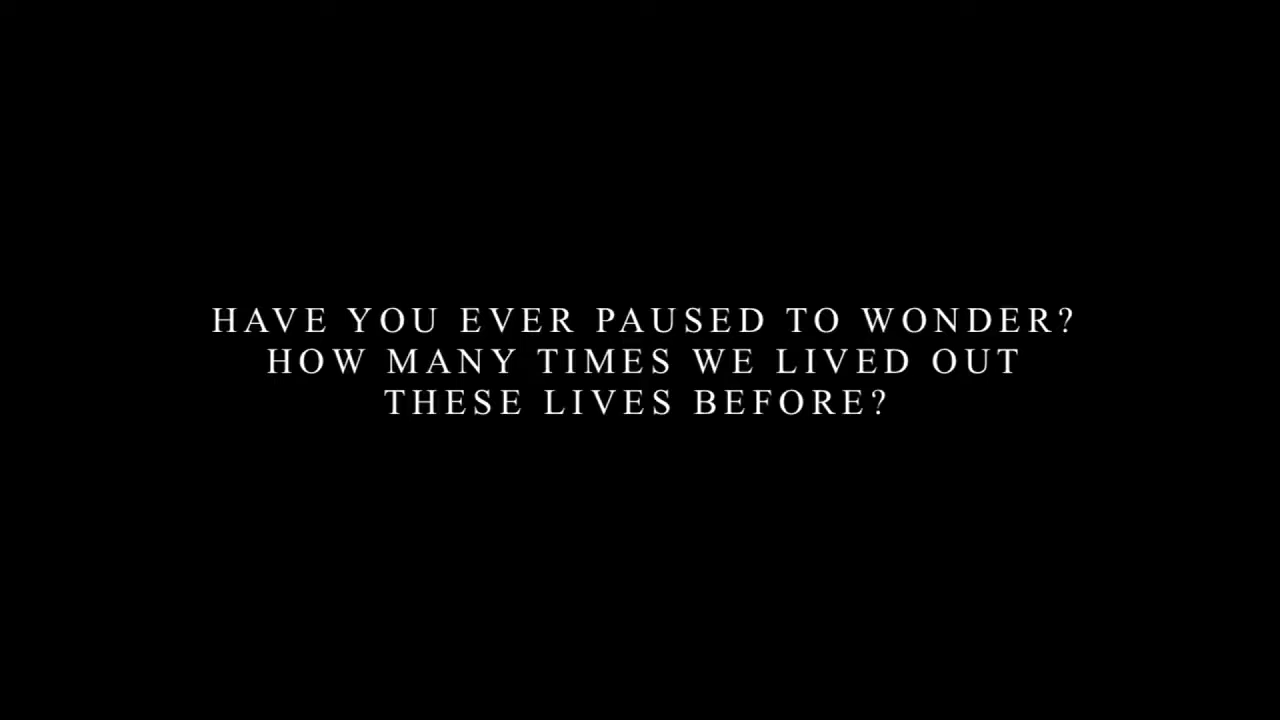 HAVE YOU EVER PAUSED TO WONDER?
HOW MANY TIMES WE LIVED OUT
THESE LIVES BEFORE?